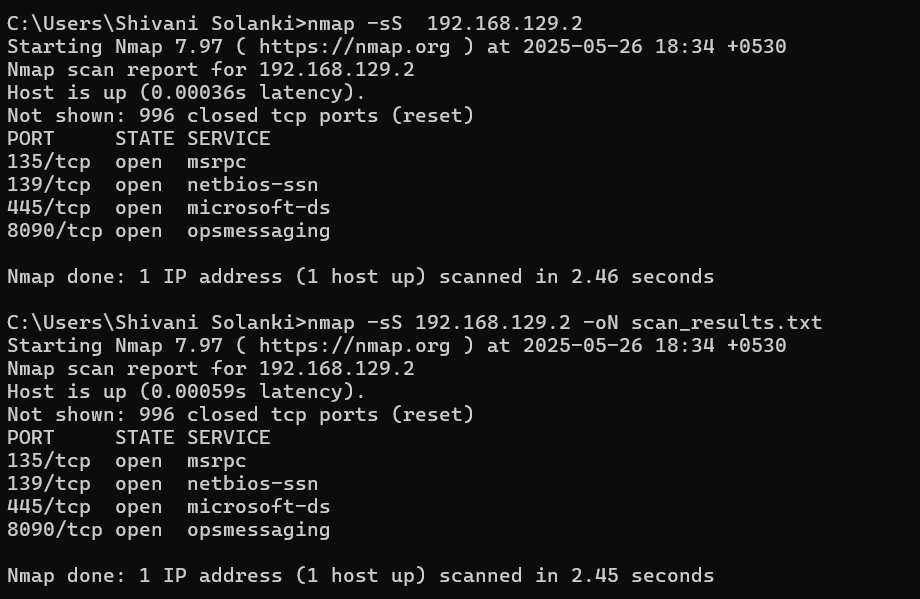 C:\Users\Shivani Solanki>nmap -sS  192.168.129.2
Starting Nmap 7.97 ( https://nmap.org ) at 2025-05-26 18:34 +0530
Nmap scan report for 192.168.129.2
Host is up (0.00036s latency).
Not shown: 996 closed tcp ports (reset)
PORT     STATE SERVICE
135/tcp  open  msrpc
139/tcp  open  netbios-ssn
445/tcp  open  microsoft-ds
8090/tcp open  opsmessaging

Nmap done: 1 IP address (1 host up) scanned in 2.46 seconds

C:\Users\Shivani Solanki>nmap -sS 192.168.129.2 -oN scan_results.txt
Starting Nmap 7.97 ( https://nmap.org ) at 2025-05-26 18:34 +0530
Nmap scan report for 192.168.129.2
Host is up (0.00059s latency).
Not shown: 996 closed tcp ports (reset)
PORT     STATE SERVICE
135/tcp  open  msrpc
139/tcp  open  netbios-ssn
445/tcp  open  microsoft-ds
8090/tcp open  opsmessaging

Nmap done: 1 IP address (1 host up) scanned in 2.45 seconds